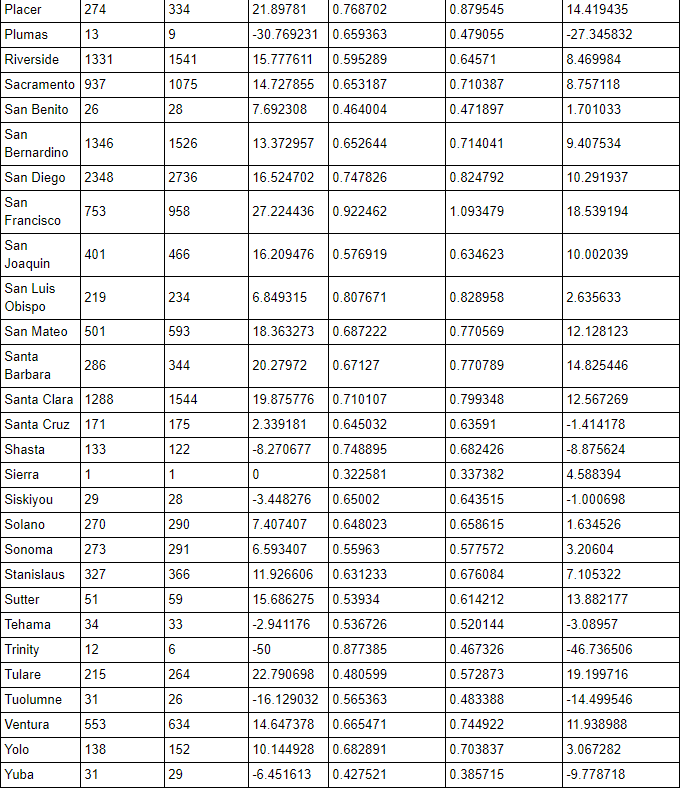 Placer 274 334 21.89781 0.768702 0.879545 14.419435
Plumas 13 9 -30.769231 0.659363 0.479055 -27.345832
Riverside 1331 1541 15.777611 0.595289 0.64571 8.469984
Sacramento 937 1075 14.727855 0.653187 0.710387 8.757118
San Benito 26 28 7.692308 0.464004 0.471897 1.701033
San
Bernardino 1346 1526 13.372957 0.652644 0.714041 9.407534
San Diego 2348 2736 16.524702 0.747826 0.824792 10.291937
San
Francisco 753 958 27.224436 0.922462 1.093479 18.539194
San
Joaquin 401 466 16.209476 0.576919 0.634623 10.002039
San Luis
Obispo 219 234 6.849315 0.807671 0.828958 2.635633
San Mateo 501 593 18.363273 0.687222 0.770569 12.128123
Santa
Barbara 286 344 20.27972 0.67127 0.770789 14.825446
Santa Clara 1288 1544 19.875776 0.710107 0.799348 12.567269
Santa Cruz 171 175 2.339181 0.645032 0.63591 -1.414178
Shasta 133 122 -8.270677 0.748895 0.682426 -8.875624
Sierra 1 1 0 0.322581 0.337382 4.588394
Siskiyou 29 28 -3.448276 0.65002 0.643515 -1.000698
Solano 270 290 7.407407 0.648023 0.658615 1.634526
Sonoma 273 291 6.593407 0.55963 0.577572 3.20604
Stanislaus 327 366 11.926606 0.631233 0.676084 7.105322
Sutter 51 59 15.686275 0.53934 0.614212 13.882177
Tehama 34 33 -2.941176 0.536726 0.520144 -3.08957
Trinity 12 6 -50 0.877385 0.467326 -46.736506
Tulare 215 264 22.790698 0.480599 0.572873 19.199716
Tuolumne 31 26 -16.129032 0.565363 0.483388 -14.499546
Ventura 553 634 14.647378 0.665471 0.744922 11.938988
Yolo 138 152 10.144928 0.682891 0.703837 3.067282
Yuba 31 29 -6.451613 0.427521 0.385715 -9.778718